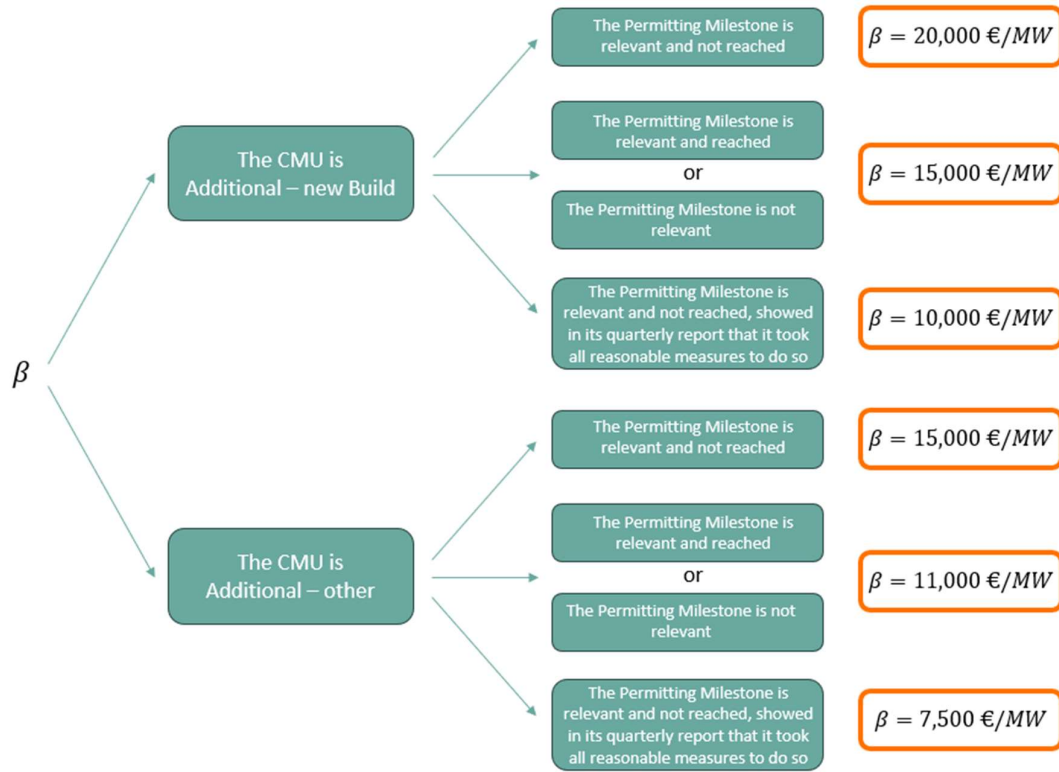 The Permitting Milestone is
relevant and not reached
β = 20,000 €/MW
The CMU is
Additional – new Build
The Permitting Milestone is
relevant and reached
or
The Permitting Milestone is not
relevant
β = 15,000 €/MW
The Permitting Milestone is
relevant and not reached, showed
in its quarterly report that it took
all reasonable measures to do so
β = 10,000 €/MW
β
The Permitting Milestone is
relevant and not reached
β = 15,000 €/MW
The CMU is
Additional – other
The Permitting Milestone is
relevant and reached
or
The Permitting Milestone is not
relevant
β = 11,000 €/MW
The Permitting Milestone is
relevant and not reached, showed
in its quarterly report that it took
all reasonable measures to do so
β = 7,500 €/MW